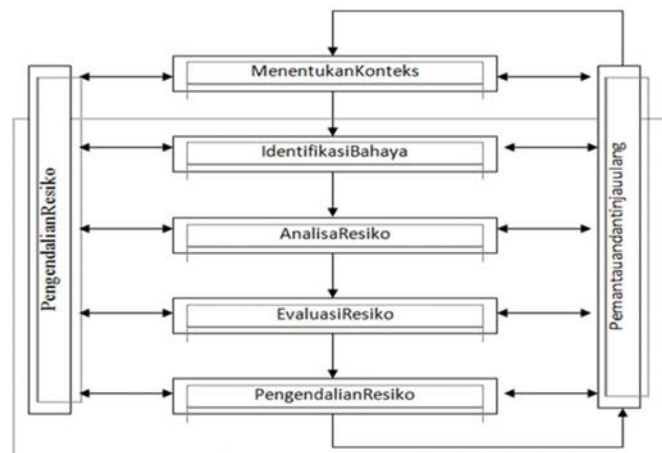 MenentukanKonteks
IdentifikasiBahaya
AnalisaResiko
EvaluasiResiko
PengendalianResiko
PengendalianResiko
Pemantauandantinjauulang